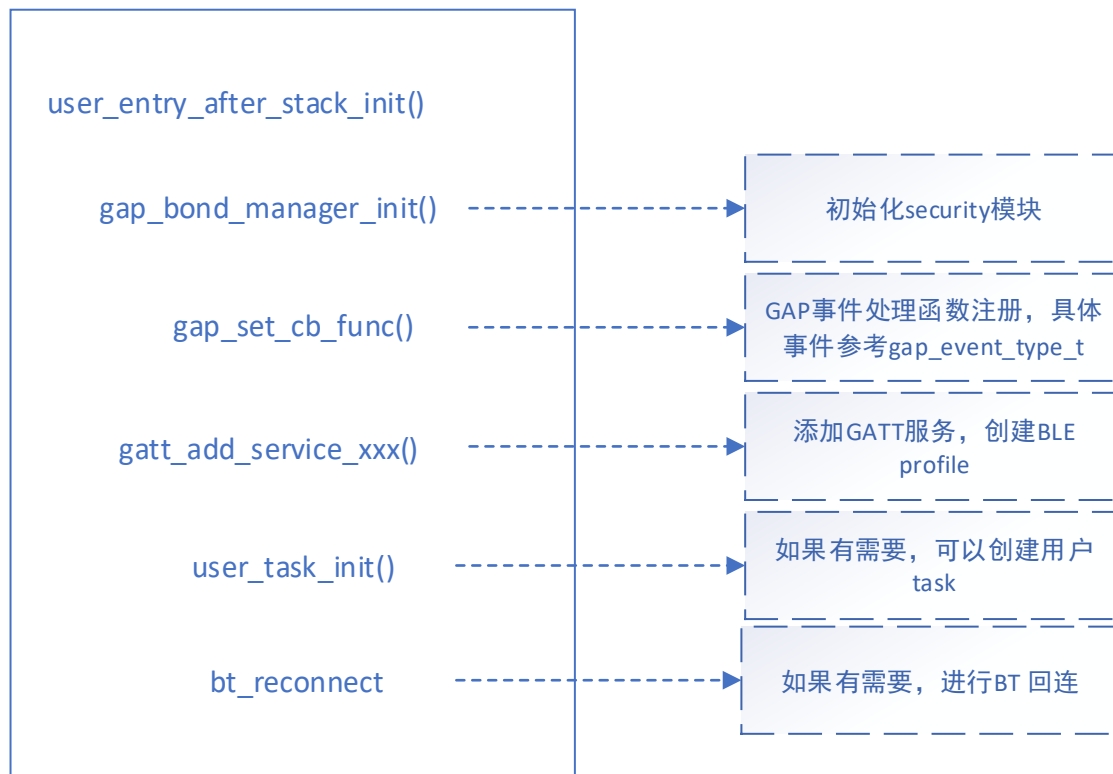 user_entry_after_stack_init()
gap_bond_manager_init()
初始化security模块
gap_set_cb_func()
GAP事件处理函数注册，具体
事件参考gap_event_type_t
gatt_add_service_xxx()
添加GATT服务，创建BLE
profile
user_task_init()
如果有需要，可以创建用户
task
bt_reconnect
如果有需要，进行BT 回连